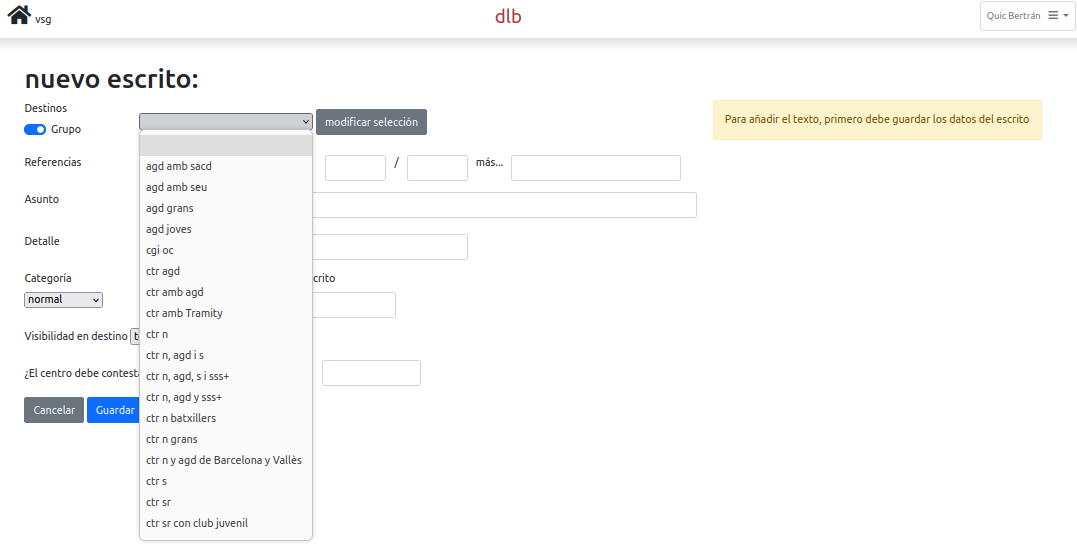 vsg
dlb
Quic Bertrán
nuevo escrito:
Destinos
Grupo
modificar selección
Para añadir el texto, primero debe guardar los datos del escrito
agd amb sacd
agd amb seu
agd grans
agd joves
cgi oc
ctr agd
ctr amb agd
ctr amb Tramity
ctr n
ctr n, agd i s
ctr n, agd, s i sss+
ctr n, agd y sss+
ctr n batxillers
ctr n grans
ctr n y agd de Barcelona y Vallès
ctr s
ctr sr
ctr sr con club juvenil
Referencias
/
más...
Asunto
Detalle
Categoría
crito
normal
Visibilidad en destino t
¿El centro debe contest
Cancelar
Guardar